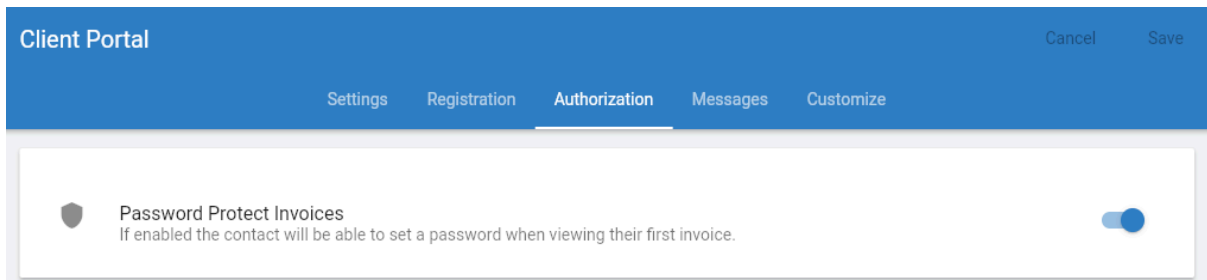 Client Portal
Cancel
Save
Settings
Registration
Authorization
Messages
Customize
Password Protect Invoices
If enabled the contact will be able to set a password when viewing their first invoice.